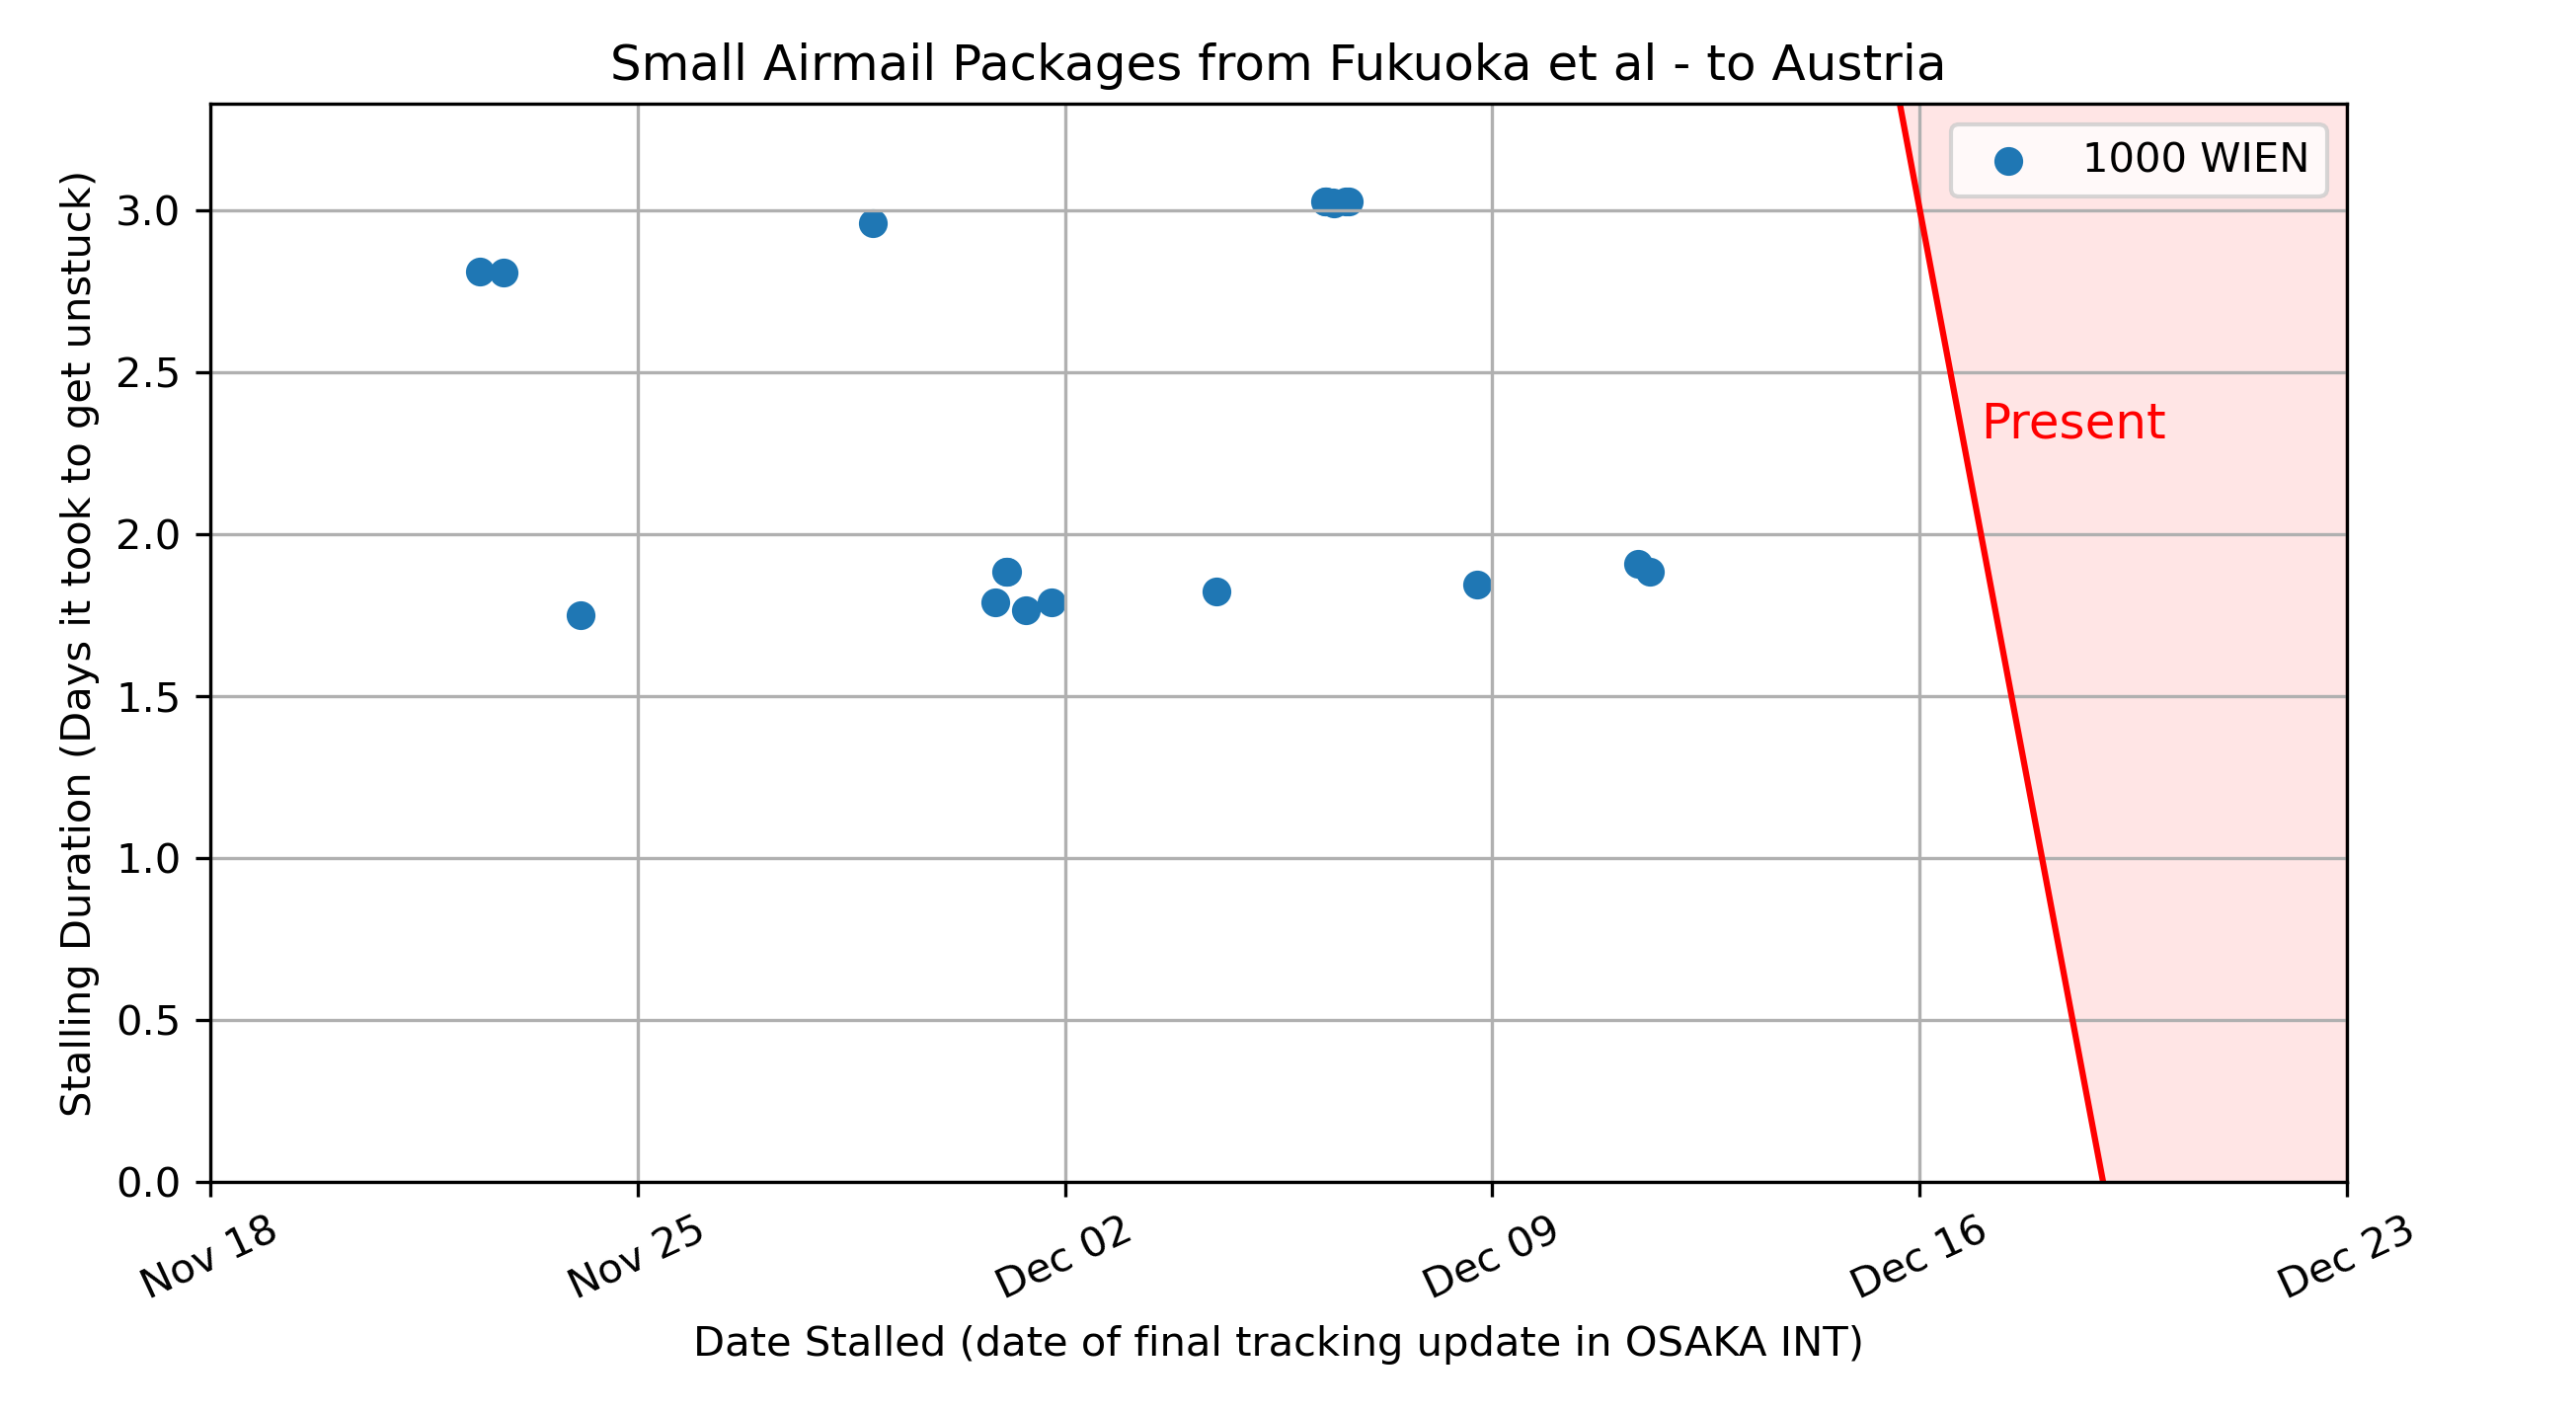 Small Airmail Packages from Fukuoka et al - to Austria
1000 WIEN
Present
Stalling Duration (Days it took to get unstuck)
3.0
2.5
2.0
1.5
1.0
0.5
0.0
Nov 18
Nov 25
Dec 02
Dec 09
Dec 16
Dec 23
Date Stalled (date of final tracking update in OSAKA INT)